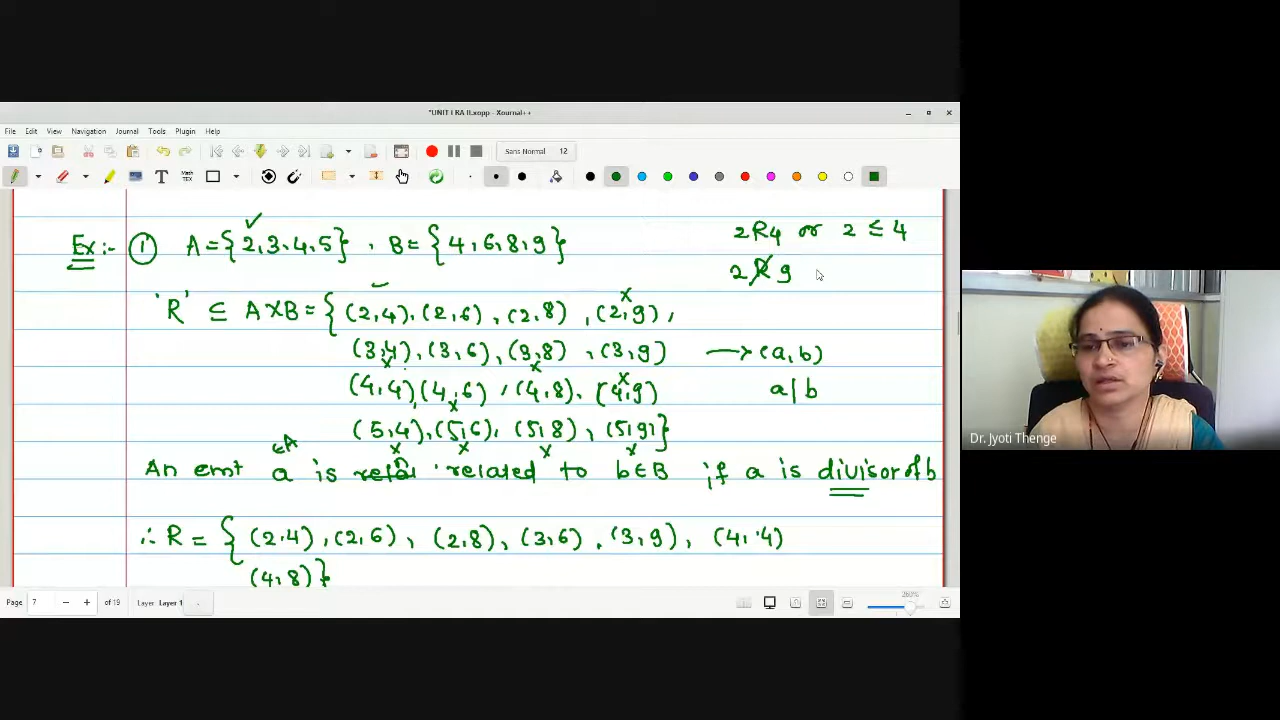 *UNIT I RA II.xopp - Xournal++
File Edit View Navigation Journal Tools Plugin Help
Sans Normal 12
Ex:- ① A={2,3,4,5}, B={4,6,8,9}
2R4 or 2 ≤ 4
2R̸9
'R' ⊆ A×B={(2,4),(2,6),(2,8),(2,9),
(3,4),(3,6),(3,8),(3,9) → (a,b)
(4,4)(4,6),(4,8).(4,9) a|b
(5,4),(5,6),(5,8),(5,9)}
An emt a ∈A is related to b∈B if a is divisor of b
∴ R = {(2,4),(2,6),(2,8),(3,6),(3,9),(4,4)
(4,8)}
Page 7 of 19 Layer Layer 1 260%
Dr. Jyoti Thenge